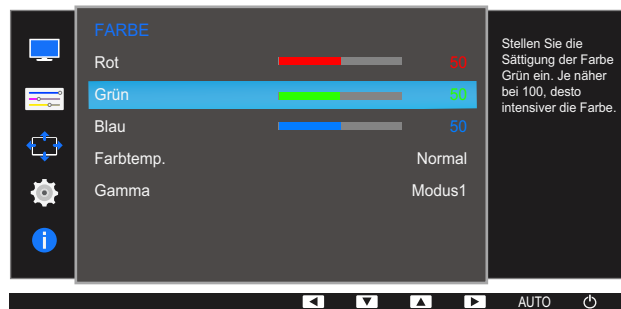 FARBE
Rot 50
Grün 50
Blau 50
Farbtemp. Normal
Gamma Modus1
Stellen Sie die
Sättigung der Farbe
Grün ein. Je näher
bei 100, desto
intensiver die Farbe.
AUTO